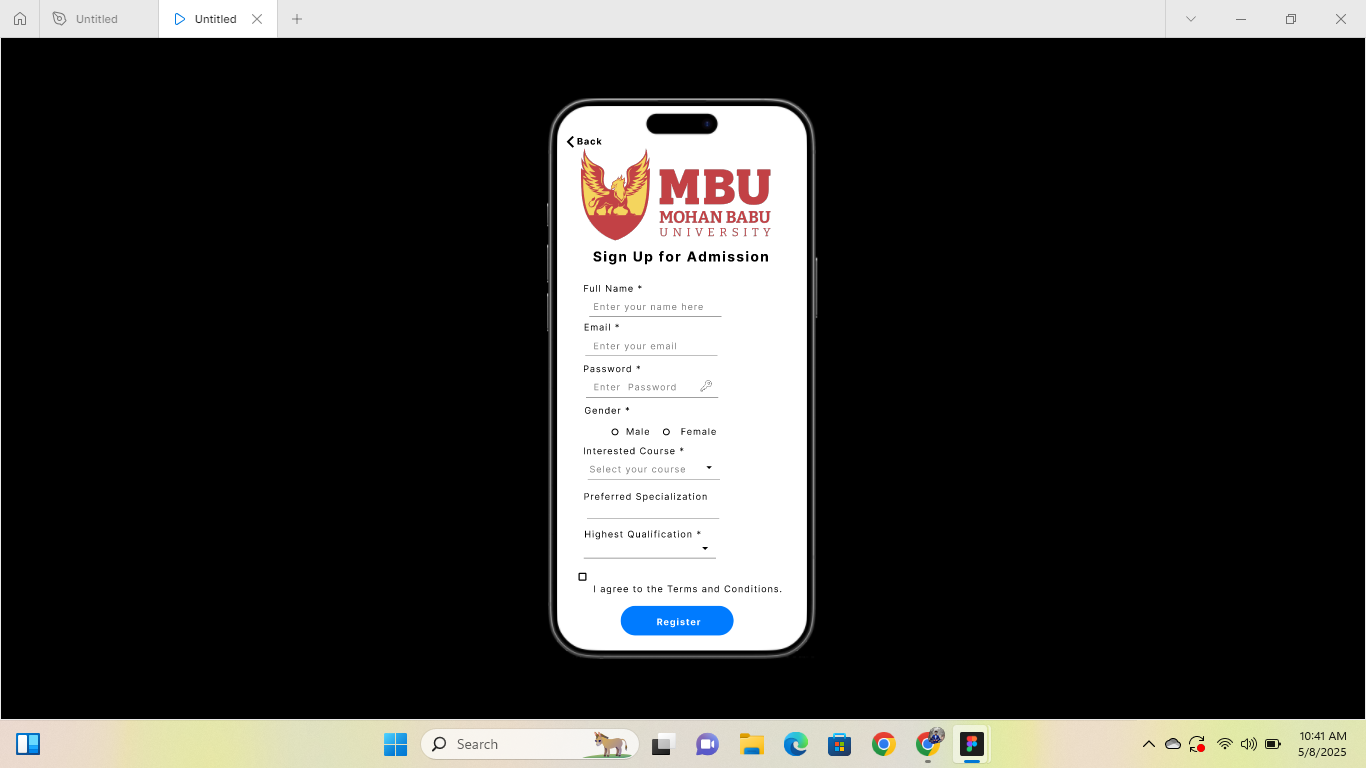 Untitled
Untitled
Back
MBU
MOHAN BABU
UNIVERSITY
Sign Up for Admission
Full Name *
Enter your name here
Email *
Enter your email
Password *
Enter Password
Gender *
Male Female
Interested Course *
Select your course
Preferred Specialization
Highest Qualification *
I agree to the Terms and Conditions.
Register
Search
10:41 AM
5/8/2025